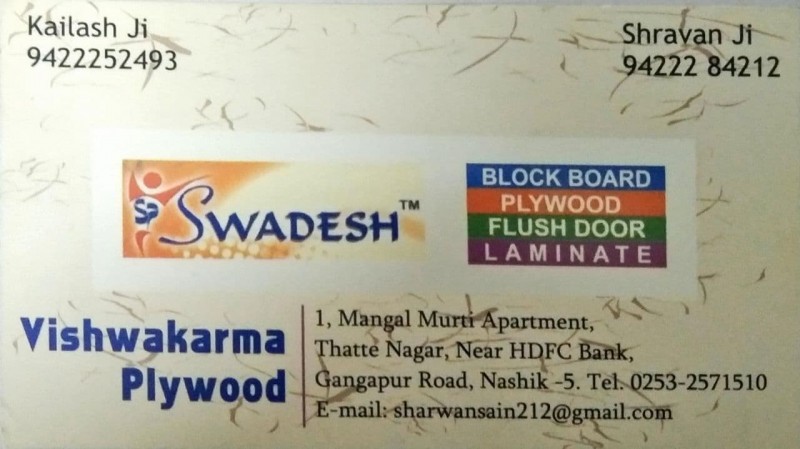 Kailash Ji
9422252493
Shravan Ji
94222 84212
SP SWADESH™
BLOCK BOARD
PLYWOOD
FLUSH DOOR
LAMINATE
Vishwakarma
Plywood
1, Mangal Murti Apartment,
Thatte Nagar, Near HDFC Bank,
Gangapur Road, Nashik -5. Tel. 0253-2571510
E-mail: sharwansain212@gmail.com